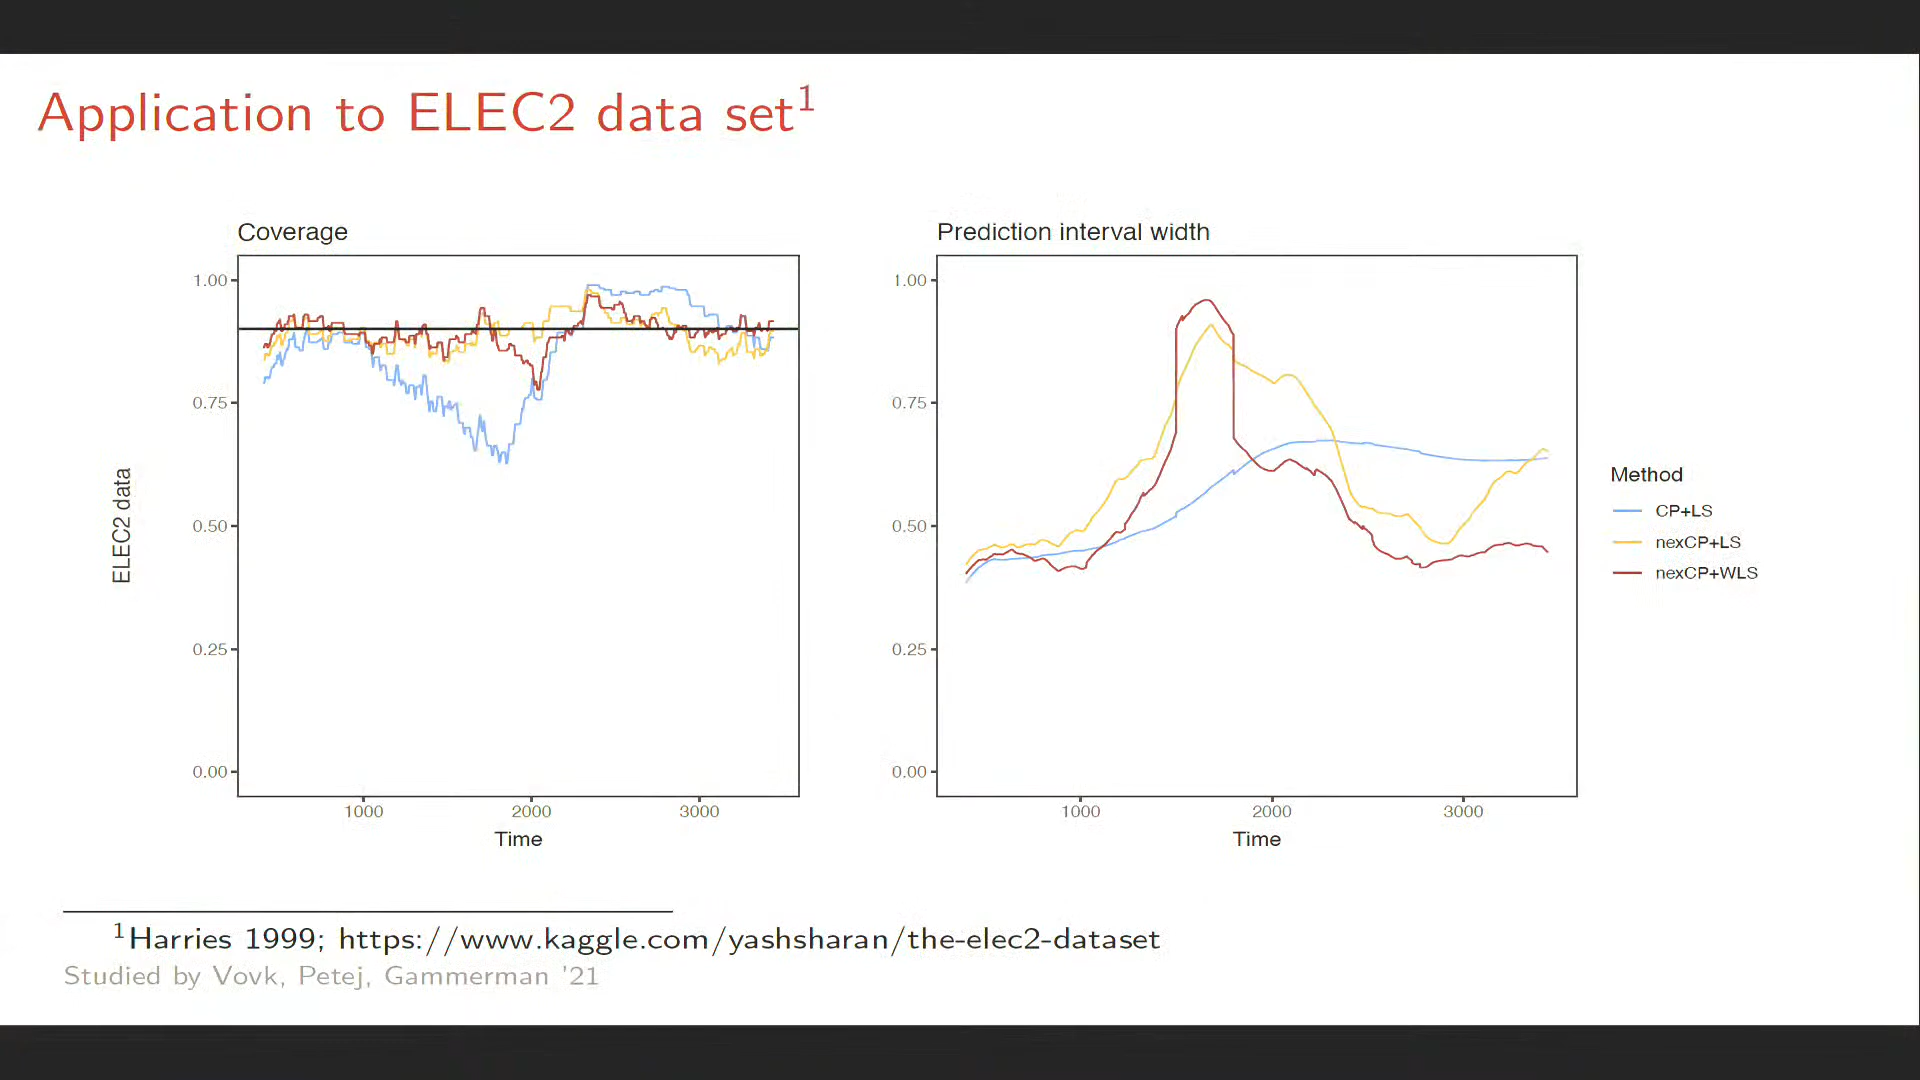 Application to ELEC2 data set¹
Coverage
Prediction interval width
ELEC2 data
1.00
0.75
0.50
0.25
0.00
1000 2000 3000
Time
1.00
0.75
0.50
0.25
0.00
1000 2000 3000
Time
Method
CP+LS
nexCP+LS
nexCP+WLS
¹Harries 1999; https://www.kaggle.com/yashsharan/the-elec2-dataset
Studied by Vovk, Petej, Gammerman '21